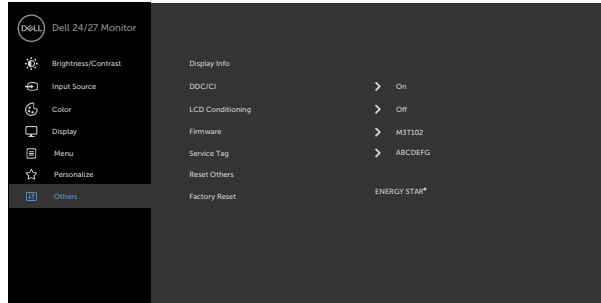 DELL
Dell 24/27 Monitor
Brightness/Contrast
Input Source
Color
Display
Menu
Personalize
Others
Display Info
DDC/CI > On
LCD Conditioning > Off
Firmware > M3T102
Service Tag > ABCDEFG
Reset Others
Factory Reset ENERGY STAR®